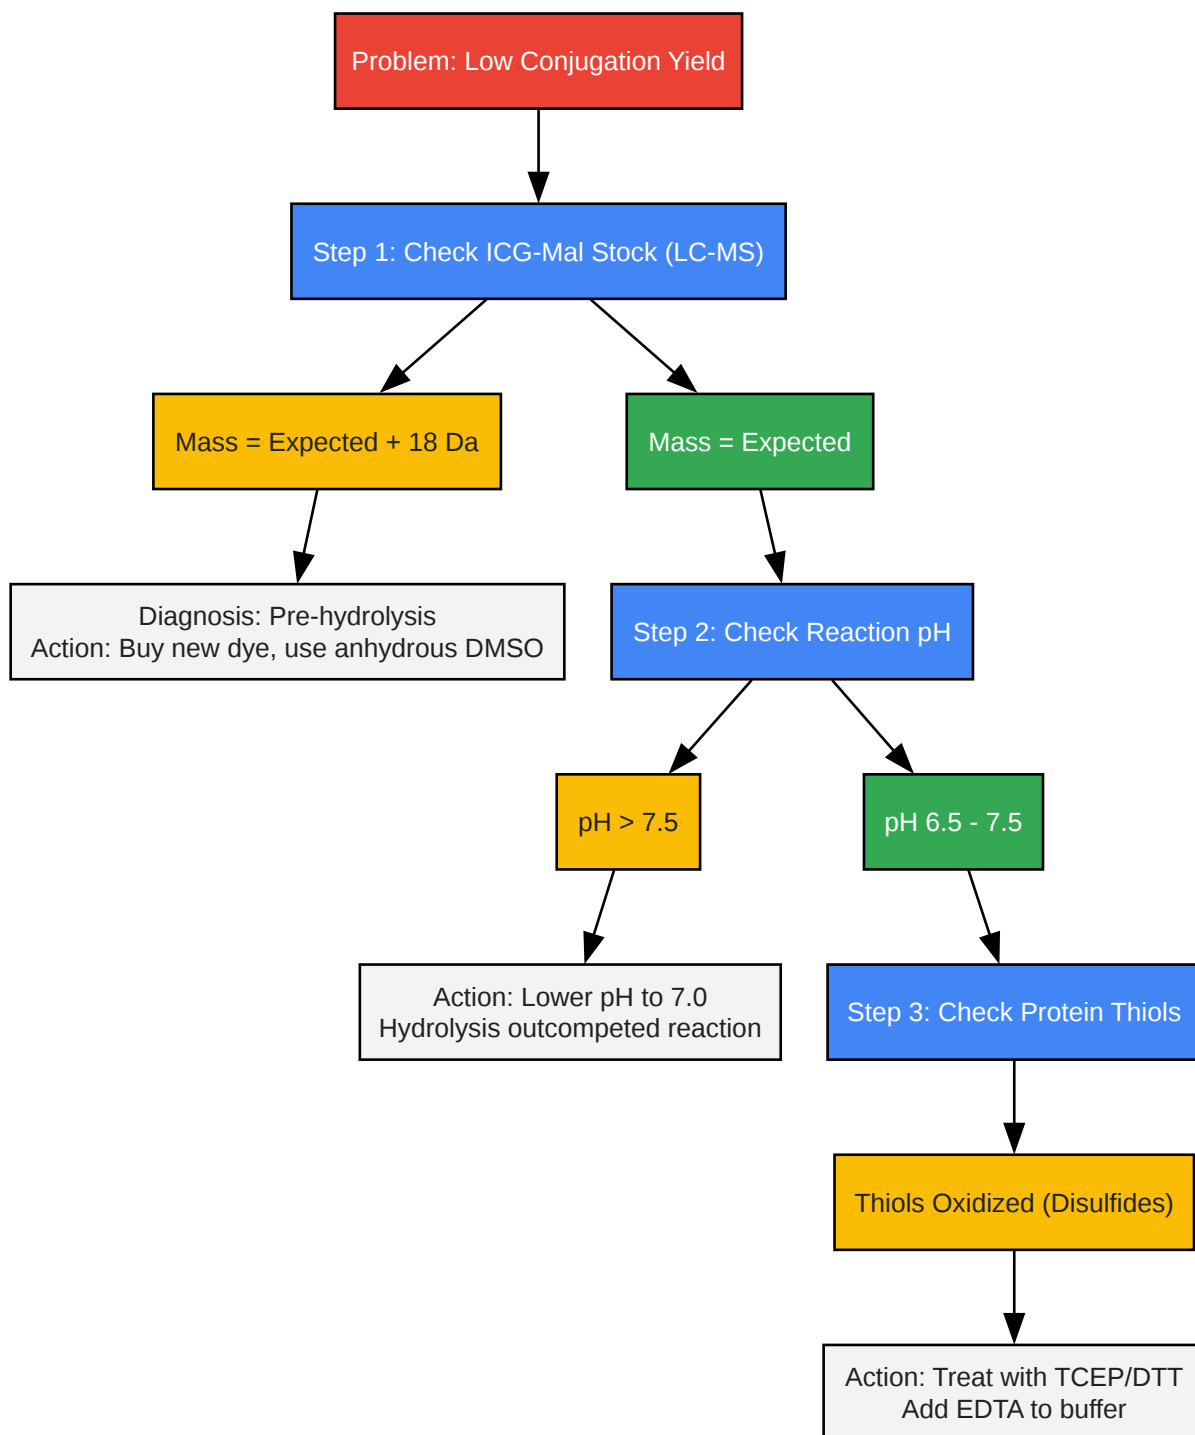 Problem: Low Conjugation Yield
Step 1: Check ICG-Mal Stock (LC-MS)
Mass = Expected + 18 Da
Mass = Expected
Diagnosis: Pre-hydrolysis
Action: Buy new dye, use anhydrous DMSO
Step 2: Check Reaction pH
pH > 7.5
pH 6.5 - 7.5
Action: Lower pH to 7.0
Hydrolysis outcompeted reaction
Step 3: Check Protein Thiols
Thiols Oxidized (Disulfides)
Action: Treat with TCEP/DTT
Add EDTA to buffer